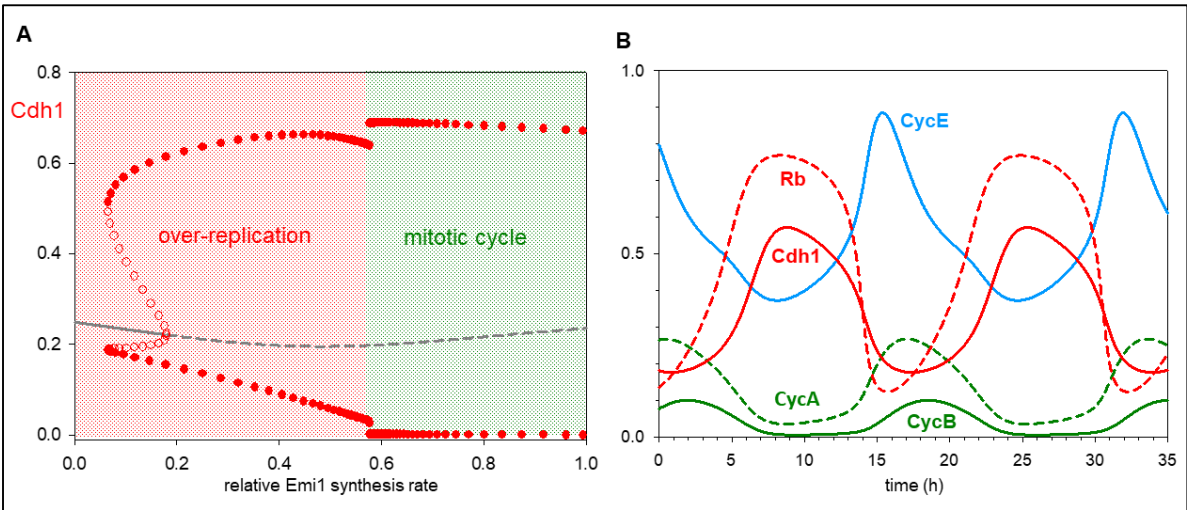 A
0.8
Cdh1
0.6
0.4
0.2
0.0
over-replication
mitotic cycle
0.0 0.2 0.4 0.6 0.8 1.0
relative Emi1 synthesis rate
B
1.0
0.5
0.0
CycE
Rb
Cdh1
CycA
CycB
0 5 10 15 20 25 30 35
time (h)